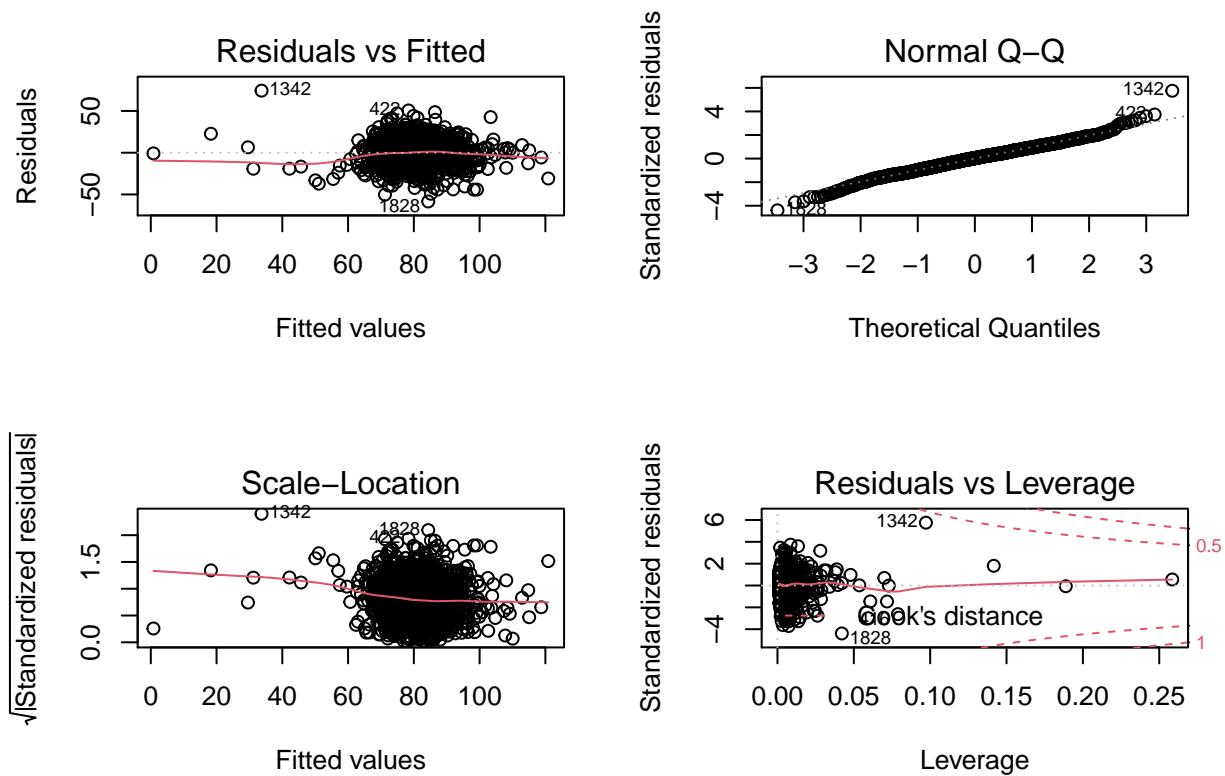 Residuals vs Fitted
Residuals
50
−50
1342
422
1828
0 20 40 60 80 100
Fitted values
Normal Q−Q
Standardized residuals
4
0
−4
1342
422
1828
−3 −2 −1 0 1 2 3
Theoretical Quantiles
Scale−Location
√|Standardized residuals|
1.5
0.0
1342
1828
422
0 20 40 60 80 100
Fitted values
Residuals vs Leverage
Standardized residuals
6
2
−4
1342
1828
Cook's distance
0.5
1
0.00 0.05 0.10 0.15 0.20 0.25
Leverage